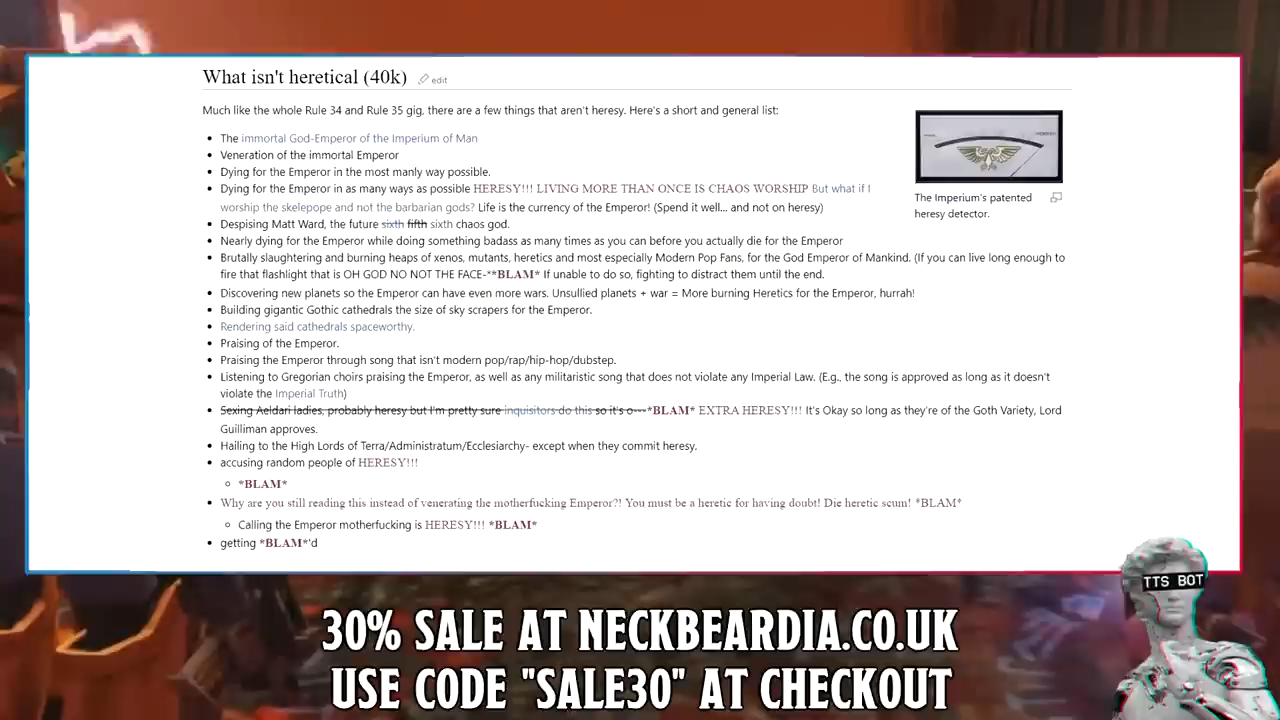 What isn't heretical (40k) edit
Much like the whole Rule 34 and Rule 35 gig, there are a few things that aren't heresy. Here's a short and general list:
The immortal God-Emperor of the Imperium of Man
Veneration of the immortal Emperor
Dying for the Emperor in the most manly way possible.
Dying for the Emperor in as many ways as possible HERESY!!! LIVING MORE THAN ONCE IS CHAOS WORSHIP But what if I
worship the sexlepope and not the barbarian gods? Life is the currency of the Emperor! (Spend it well... and not on heresy)
Despising Matt Ward, the future sixth fifth sixth chaos god.
Nearly dying for the Emperor while doing something badass as many times as you can before you actually die for the Emperor
Brutally slaughtering and burning heaps of xenos, mutants, heretics and most especially Modern Pop Fans, for the God Emperor of Mankind. (If you can live long enough to
fire that flashlight that is OH GOD NO NOT THE FACE-**BLAM* If unable to do so, fighting to distract them until the end.
Discovering new planets so the Emperor can have even more wars. Unsullied planets + war = More burning Heretics for the Emperor, hurrah!
Building gigantic Gothic cathedrals the size of sky scrapers for the Emperor.
Rendering said cathedrals spaceworthy.
Praising of the Emperor.
Praising the Emperor through song that isn't modern pop/rap/hip-hop/dubstep.
Listening to Gregorian choirs praising the Emperor, as well as any militaristic song that does not violate any Imperial Law. (E.g., the song is approved as long as it doesn't
violate the Imperial Truth)
Sexing Aeldari ladies, probably heresy but I'm pretty sure inquisitors do this so it's o---*BLAM* EXTRA HERESY!!! It's Okay so long as they're of the Goth Variety, Lord
Guilliman approves.
Hailing to the High Lords of Terra/Administratum/Ecclesiarchy- except when they commit heresy.
accusing random people of HERESY!!!
*BLAM*
Why are you still reading this instead of venerating the motherfucking Emperor?! You must be a heretic for having doubt! Die heretic scum! *BLAM*
Calling the Emperor motherfucking is HERESY!!! *BLAM*
getting *BLAM*'d
The Imperium's patented
heresy detector.
TTS BOT
30% SALE AT NECKBEARDIA.CO.UK
USE CODE "SALE30" AT CHECKOUT